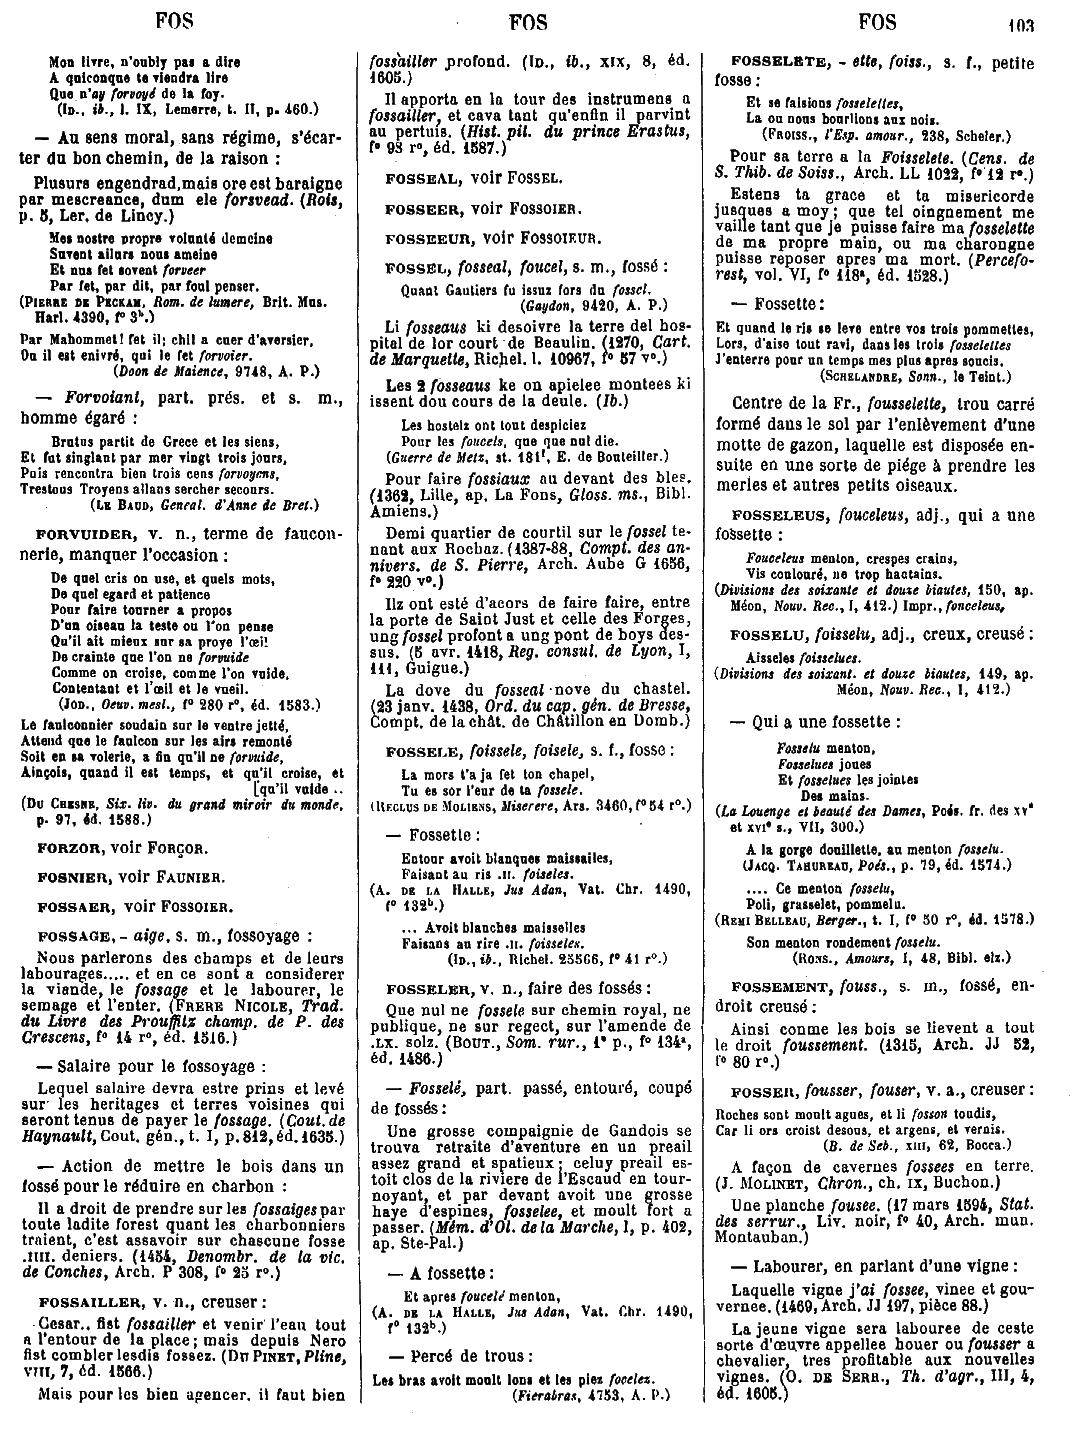 FOS
FOS
FOS
103
Mon livre, n'oubly pas a dire
A quiconque te viendra lire
Que n'ay forvoyé de la foy.
(ID., ib., l. IX, Lemerre, t. II, p. 460.)
— Au sens moral, sans régime, s'écar-
ter du bon chemin, de la raison :
Plusurs engendrad, mais ore est baraigne
par mescreance, dum ele forsvead. (Rois,
p. 5, Ler. de Lincy.)
Mes nostre propre volunté demeine
Suvent allurs nous ameine
Et nus fet sovent forveer
Par fet, par dit, par foul penser.
(PIERRE DE PECKAM, Rom. de lumere, Brit. Mus.
Harl. 4390, f° 3ᵇ.)
Par Mahommet! fet il; chil a cuer d'aversier,
Ou il est enivré, qui le fet forvoier.
(Doon de Maience, 9748, A. P.)
— Forvoiant, part. prés. et s. m.,
homme égaré :
Brutus partit de Grece et les siens,
Et fut singlant par mer vingt trois jours,
Puis rencontra bien trois cens forvoyens,
Trestous Troyens allans sercher secours.
(LE BAUD, Geneal. d'Anne de Bret.)
FORVUIDER, v. n., terme de faucon-
nerie, manquer l'occasion :
De quel cris on use, et quels mots,
De quel egard et patience
Pour faire tourner a propos
D'un oiseau la teste ou l'on pense
Qu'il ait mieux sur sa proye l'œil
De crainte que l'on ne forvuide
Comme on croise, comme l'on vuide,
Contentant et l'œil et le vueil.
(JOD., Oeuv. mesl., f° 280 r°, éd. 1583.)
Le faulconnier soudain sur le ventre jetté,
Attend que le faulcon sur les airs remonté
Soit en sa volerie, a fin qu'il ne forvuide,
Ainçois, quand il est temps, et qu'il croise, et
[qu'il vuide ..
(DU CHESNE, Six. liv. du grand miroir du monde,
p. 97, éd. 1588.)
FORZOR, voir FORÇOR.
FOSNIER, voir FAUNIER.
FOSSAER, voir FOSSOIER.
FOSSAGE, - aige, s. m., fossoyage :
Nous parlerons des champs et de leurs
labourages..... et en ce sont a considerer
la viande, le fossage et le labourer, le
semage et l'enter. (FRERE NICOLE, Trad.
du Livre des Prouffitz champ. de P. des
Crescens, f° 14 r°, éd. 1516.)
— Salaire pour le fossoyage :
Lequel salaire devra estre prins et levé
sur les heritages et terres voisines qui
seront tenus de payer le fossage. (Cout. de
Haynault, Cout. gén., t. I, p. 812, éd. 1635.)
— Action de mettre le bois dans un
fossé pour le réduire en charbon :
Il a droit de prendre sur les fossaiges par
toute ladite forest quant les charbonniers
traient, c'est assavoir sur chascune fosse
.IIII. deniers. (1454, Denombr. de la vic.
de Conches, Arch. P 308, f° 25 r°.)
FOSSAILLER, v. n., creuser :
Cesar.. fist fossailler et venir l'eau tout
a l'entour de la place; mais depuis Nero
fist combler lesdis fossez. (DU PINET, Pline,
VIII, 7, éd. 1566.)
Mais pour les bien agencer, il faut bien
fossailler profond. (ID., ib., XIX, 8, éd.
1605.)
Il apporta en la tour des instrumens a
fossailler, et cava tant qu'enfin il parvint
au pertuis. (Hist. pit. du prince Erastus,
f° 98 r°, éd. 1587.)
FOSSEAL, voir FOSSEL.
FOSSEER, voir FOSSOIER.
FOSSEEUR, voir FOSSOIEUR.
FOSSEL, fosseal, foucel, s. m., fossé :
Quant Gautiers fu issuz fors du fossel.
(Gaydon, 9420, A. P.)
Li fosseaus ki desoivre la terre del hos-
pital de lor court de Beaulin. (1270, Cart.
de Marquette, Richel. l. 10967, f° 57 v°.)
Les 2 fosseaus ke on apielee montees ki
issent dou cours de la deule. (Ib.)
Les hostelz ont tout despiciez
Pour les foucels, que que nul die.
(Guerre de Metz, st. 181ᶠ, E. de Bouteiller.)
Pour faire fossiaux au devant des bles.
(1362, Lille, ap. La Fons, Gloss. ms., Bibl.
Amiens.)
Demi quartier de courtil sur le fossel te-
nant aux Rochaz. (1387-88, Compt. des an-
nivers. de S. Pierre, Arch. Aube G 1656,
f° 220 v°.)
Ilz ont esté d'acors de faire faire, entre
la porte de Saint Just et celle des Forges,
ung fossel profont a ung pont de boys des-
sus. (5 avr. 1418, Reg. consul. de Lyon, I,
111, Guigue.)
La dove du fosseal nove du chastel.
(23 janv. 1438, Ord. du cap. gén. de Bresse,
Compt. de la chât. de Châtillon en Domb.)
FOSSELE, foissele, foisele, s. f., fosse :
La mors t'a ja fet ton chapel,
Tu es sor l'eur de ta fossele.
(RECLUS DE MOLIENS, Miserere, Ars. 3460, f° 54 r°.)
— Fossette :
Entour avoit blanques maissailes,
Faisant au ris .II. foiseles.
(A. DE LA HALLE, Jus Adan, Vat. Chr. 1490,
f° 132ᵇ.)
... Avoit blanches maisselles
Faisans au rire .II. foisseles.
(ID., ib., Richel. 25566, f° 41 r°.)
FOSSELER, v. n., faire des fossés :
Que nul ne fossele sur chemin royal, ne
publique, ne sur regect, sur l'amende de
.LX. solz. (BOUT., Som. rur., 1ᵉ p., f° 134ᵃ,
éd. 1486.)
— Fosselé, part. passé, entouré, coupé
de fossés :
Une grosse compaignie de Gandois se
trouva retraite d'aventure en un preail
assez grand et spatieux; celuy preail es-
toit clos de la riviere de l'Escaud en tour-
noyant, et par devant avoit une grosse
haye d'espines, fosselee, et moult fort a
passer. (Mém. d'Ol. de la Marche, I, p. 402,
ap. Ste-Pal.)
— A fossette :
Et apres foucelé menton,
(A. DE LA HALLE, Jus Adan, Vat. Chr. 1490,
f° 132ᵇ.)
— Percé de trous :
Les bras avoit moult lons et les piez focelez.
(Fierabras, 4753, A. P.)
FOSSELETE, - ette, foiss., s. f., petite
fosse :
Et se faisions fosselettes,
La ou nous bourlions aux nois.
(FROISS., l'Esp. amour., 238, Scheler.)
Pour sa terre a la Foisselete. (Cens. de
S. Thib. de Soiss., Arch. LL 1022, f° 12 r°.)
Estens ta grace et ta misericorde
jusques a moy; que tel oingnement me
vaille tant que je puisse faire ma fosselette
de ma propre main, ou ma charongne
puisse reposer apres ma mort. (Percefo-
rest, vol. VI, f° 118ᵃ, éd. 1528.)
— Fossette :
Et quand le ris se leve entre vos trois pommettes,
Lors, d'aise tout ravi, dans les trois fosselettes
J'enterre pour un temps mes plus apres soucis.
(SCHELANDRE, Sonn., le Teint.)
Centre de la Fr., fousselette, trou carré
formé dans le sol par l'enlèvement d'une
motte de gazon, laquelle est disposée en-
suite en une sorte de piége à prendre les
meries et autres petits oiseaux.
FOSSELEUS, fouceleus, adj., qui a une
fossette :
Fouceleus menton, crespes crains,
Vis coulouré, ne trop hautains.
(Divisions des soixante et douze biautes, 150, ap.
Méon, Nouv. Rec., I, 412.) Impr., fonceleus,
FOSSELU, foisselu, adj., creux, creusé :
Aisseles foisselues.
(Divisions des soixant. et douze biautes, 149, ap.
Méon, Nouv. Rec., I, 412.)
— Qui a une fossette :
Fosselu menton,
Fosselues joues
Et fosselues les jointes
Des mains.
(La Louenge et beauté des Dames, Poés. fr. des XVᵉ
et XVIᵉ s., VII, 300.)
A la gorge douillette, au menton fosselu.
(JACQ. TAHUREAU, Poés., p. 79, éd. 1574.)
.... Ce menton fosselu,
Poli, grasselet, pommelu.
(REMI BELLEAU, Berger., t. I, f° 50 r°, éd. 1578.)
Son menton rondement fosselu.
(RONS., Amours, I, 48, Bibl. elz.)
FOSSEMENT, fouss., s. m., fossé, en-
droit creusé :
Ainsi conme les bois se lievent a tout
le droit foussement. (1315, Arch. JJ 52,
f° 80 r°.)
FOSSER, fousser, fouser, v. a., creuser :
Roches sont moult agues, et li fosson toudis,
Car li ors croist desous, et argens, et vernis.
(B. de Seb., XIII, 62, Bocca.)
A façon de cavernes fossees en terre.
(J. MOLINET, Chron., ch. IX, Buchon.)
Une planche fousee. (17 mars 1594, Stat.
des serrur., Liv. noir, f° 40, Arch. mun.
Montauban.)
— Labourer, en parlant d'une vigne :
Laquelle vigne j'ai fossee, vinee et gou-
vernee. (1469, Arch. JJ 197, pièce 88.)
La jeune vigne sera labouree de ceste
sorte d'œuvre appellee houer ou fousser a
chevalier, tres profitable aux nouvelles
vignes. (O. DE SERR., Th. d'agr., III, 4,
éd. 1605.)